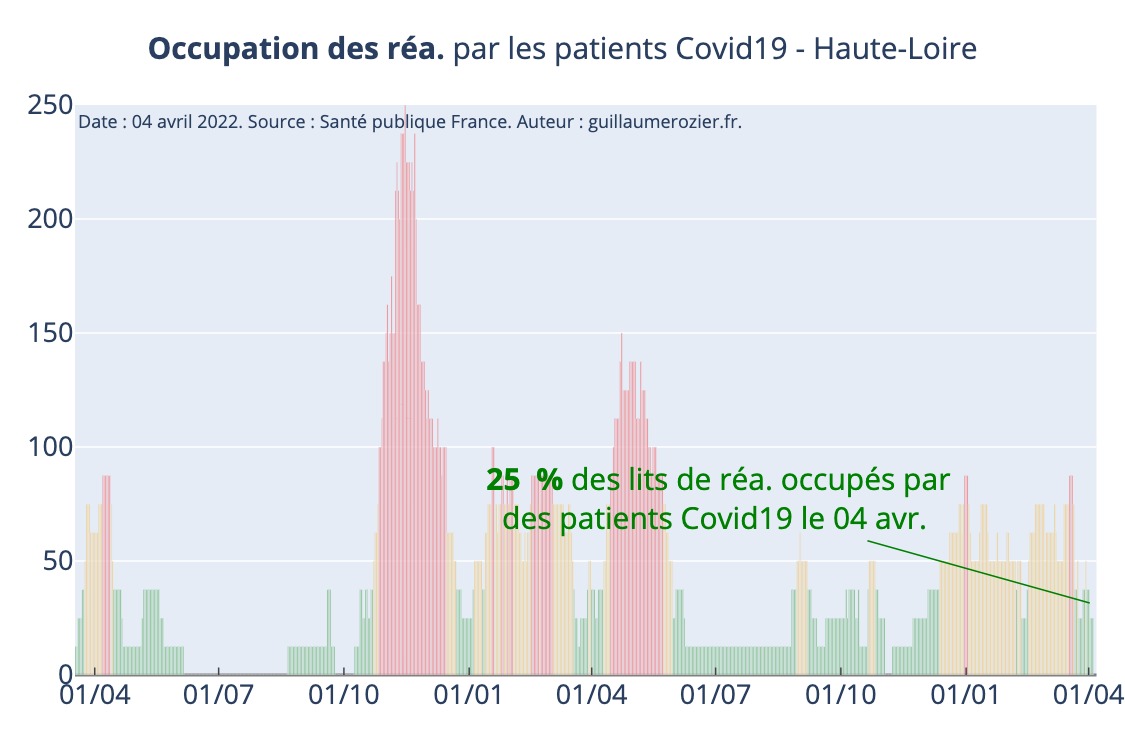 Occupation des réa. par les patients Covid19 - Haute-Loire
250
Date : 04 avril 2022. Source : Santé publique France. Auteur : guillaumerozier.fr.
200
150
100
25 % des lits de réa. occupés par
des patients Covid19 le 04 avr.
50
0
01/04 01/07 01/10 01/01 01/04 01/07 01/10 01/01 01/04